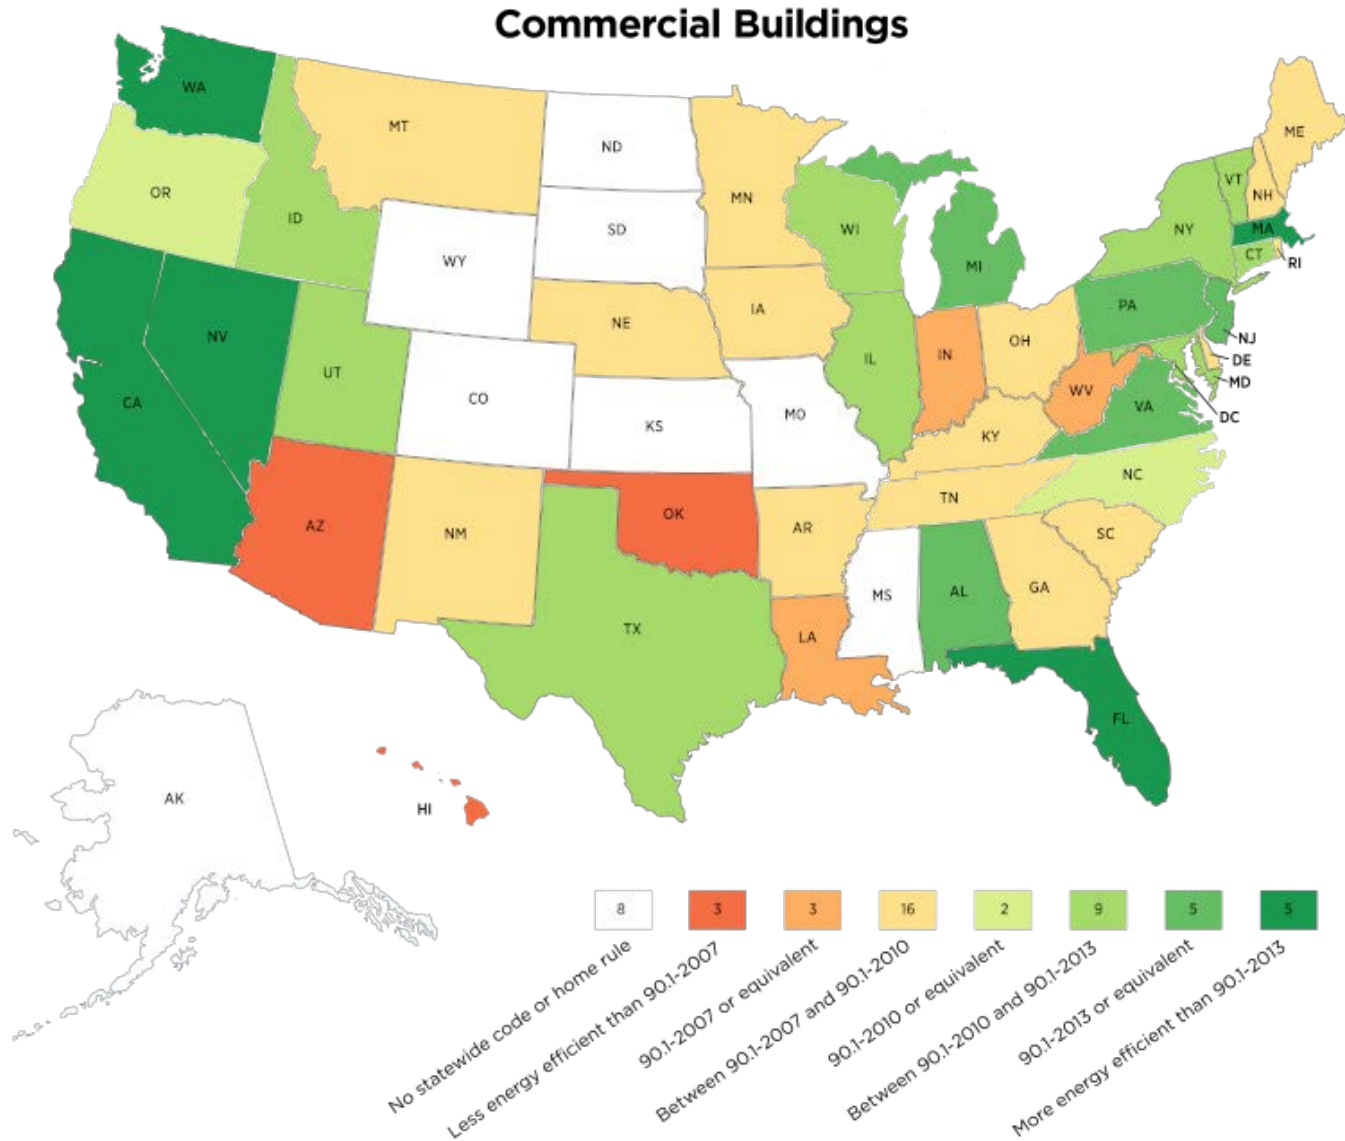 Commercial Buildings
WA
MT
ND
MN
ME
OR
ID
WY
SD
WI
MI
NY
VT
NH
MA
CT
RI
NV
UT
CO
NE
IA
IL
IN
OH
PA
NJ
DE
MD
DC
CA
KS
MO
KY
WV
VA
AZ
NM
OK
AR
TN
NC
SC
TX
LA
MS
AL
GA
FL
AK
HI
8
3
3
16
2
9
5
5
No statewide code or home rule
Less energy efficient than 90.1-2007
90.1-2007 or equivalent
Between 90.1-2007 and 90.1-2010
90.1-2010 or equivalent
Between 90.1-2010 and 90.1-2013
90.1-2013 or equivalent
More energy efficient than 90.1-2013